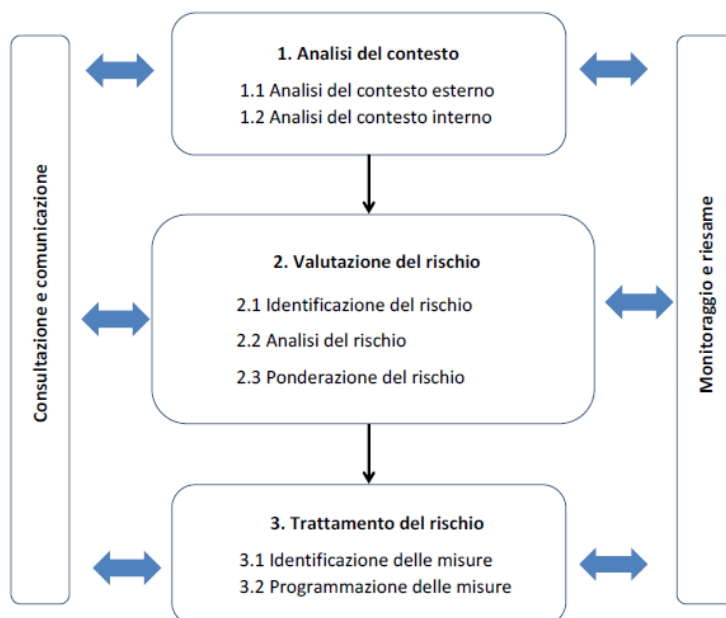 Consultazione e comunicazione
1. Analisi del contesto
1.1 Analisi del contesto esterno
1.2 Analisi del contesto interno
2. Valutazione del rischio
2.1 Identificazione del rischio
2.2 Analisi del rischio
2.3 Ponderazione del rischio
3. Trattamento del rischio
3.1 Identificazione delle misure
3.2 Programmazione delle misure
Monitoraggio e riesame